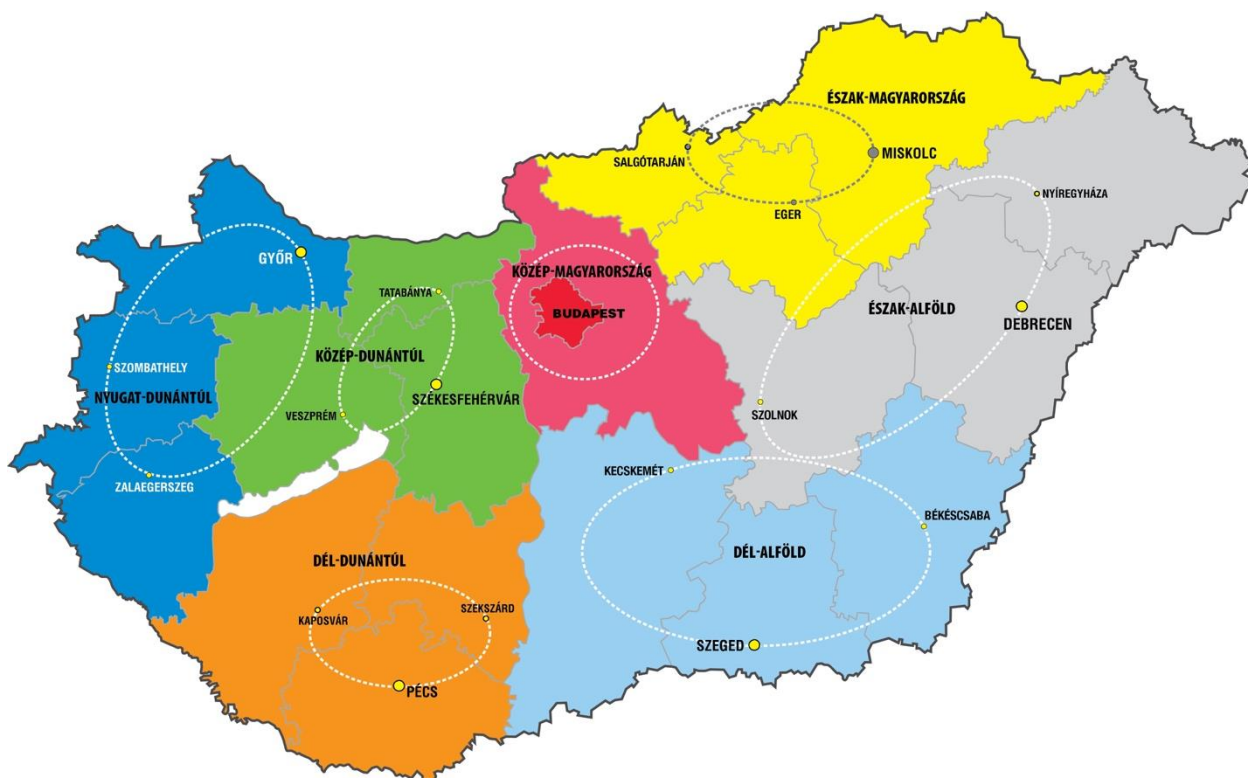 ÉSZAK-MAGYARORSZÁG
SALGÓTARJÁN
MISKOLC
EGER
NYÍREGYHÁZA
GYŐR
KÖZÉP-MAGYARORSZÁG
TATABÁNYA
BUDAPEST
ÉSZAK-ALFÖLD
DEBRECEN
KÖZÉP-DUNÁNTÚL
SZOMBATHELY
NYUGAT-DUNÁNTÚL
SZÉKESFEHÉRVÁR
VESZPRÉM
SZOLNOK
KECSKEMÉT
ZALAEGERSZEG
BÉKÉSCSABA
DÉL-ALFÖLD
DÉL-DUNÁNTÚL
SZEKSZÁRD
KAPOSVÁR
SZEGED
PÉCS